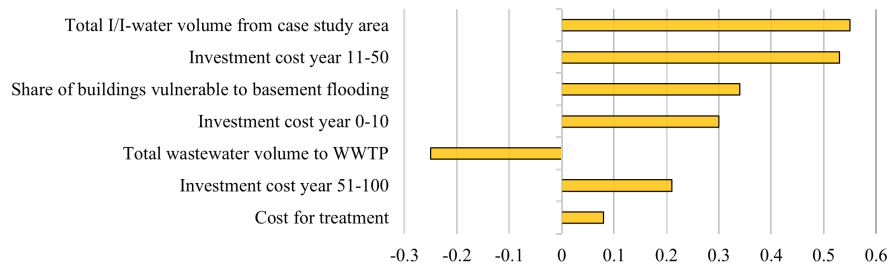 Total I/I-water volume from case study area
Investment cost year 11-50
Share of buildings vulnerable to basement flooding
Investment cost year 0-10
Total wastewater volume to WWTP
Investment cost year 51-100
Cost for treatment
-0.3 -0.2 -0.1 0 0.1 0.2 0.3 0.4 0.5 0.6